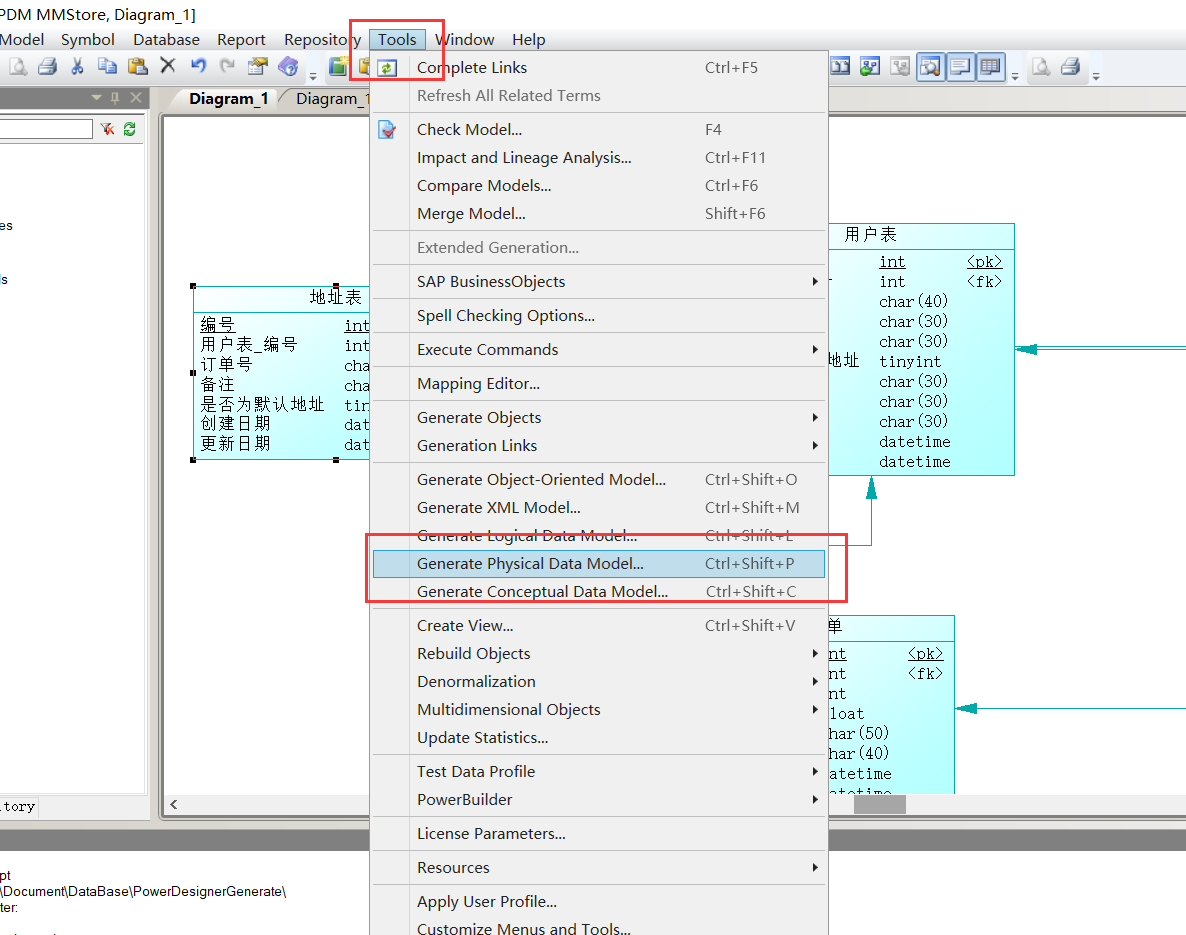 PDM MMStore, Diagram_1]
Model Symbol Database Report Repository Tools Window Help
Diagram_1 Diagram_1
Complete Links Ctrl+F5
Refresh All Related Terms
Check Model... F4
Impact and Lineage Analysis... Ctrl+F11
Compare Models... Ctrl+F6
Merge Model... Shift+F6
Extended Generation...
SAP BusinessObjects
Spell Checking Options...
Execute Commands
Mapping Editor...
Generate Objects
Generation Links
Generate Object-Oriented Model... Ctrl+Shift+O
Generate XML Model... Ctrl+Shift+M
Generate Logical Data Model... Ctrl+Shift+L
Generate Physical Data Model... Ctrl+Shift+P
Generate Conceptual Data Model... Ctrl+Shift+C
Create View... Ctrl+Shift+V
Rebuild Objects
Denormalization
Multidimensional Objects
Update Statistics...
Test Data Profile
PowerBuilder
License Parameters...
Resources
Apply User Profile...
Customize Menus and Tools...
es
ls
地址表
编号 int
用户表_编号 int
订单号 cha
备注 cha
是否为默认地址 tin
创建日期 dat
更新日期 dat
用户表
int <pk>
int <fk>
char(40)
char(30)
char(30)
地址 tinyint
char(30)
char(30)
char(30)
datetime
datetime
单
nt <pk>
nt <fk>
nt
loat
har(50)
har(40)
atetime
atetime
tory
pt
\Document\DataBase\PowerDesignerGenerate\
ter: